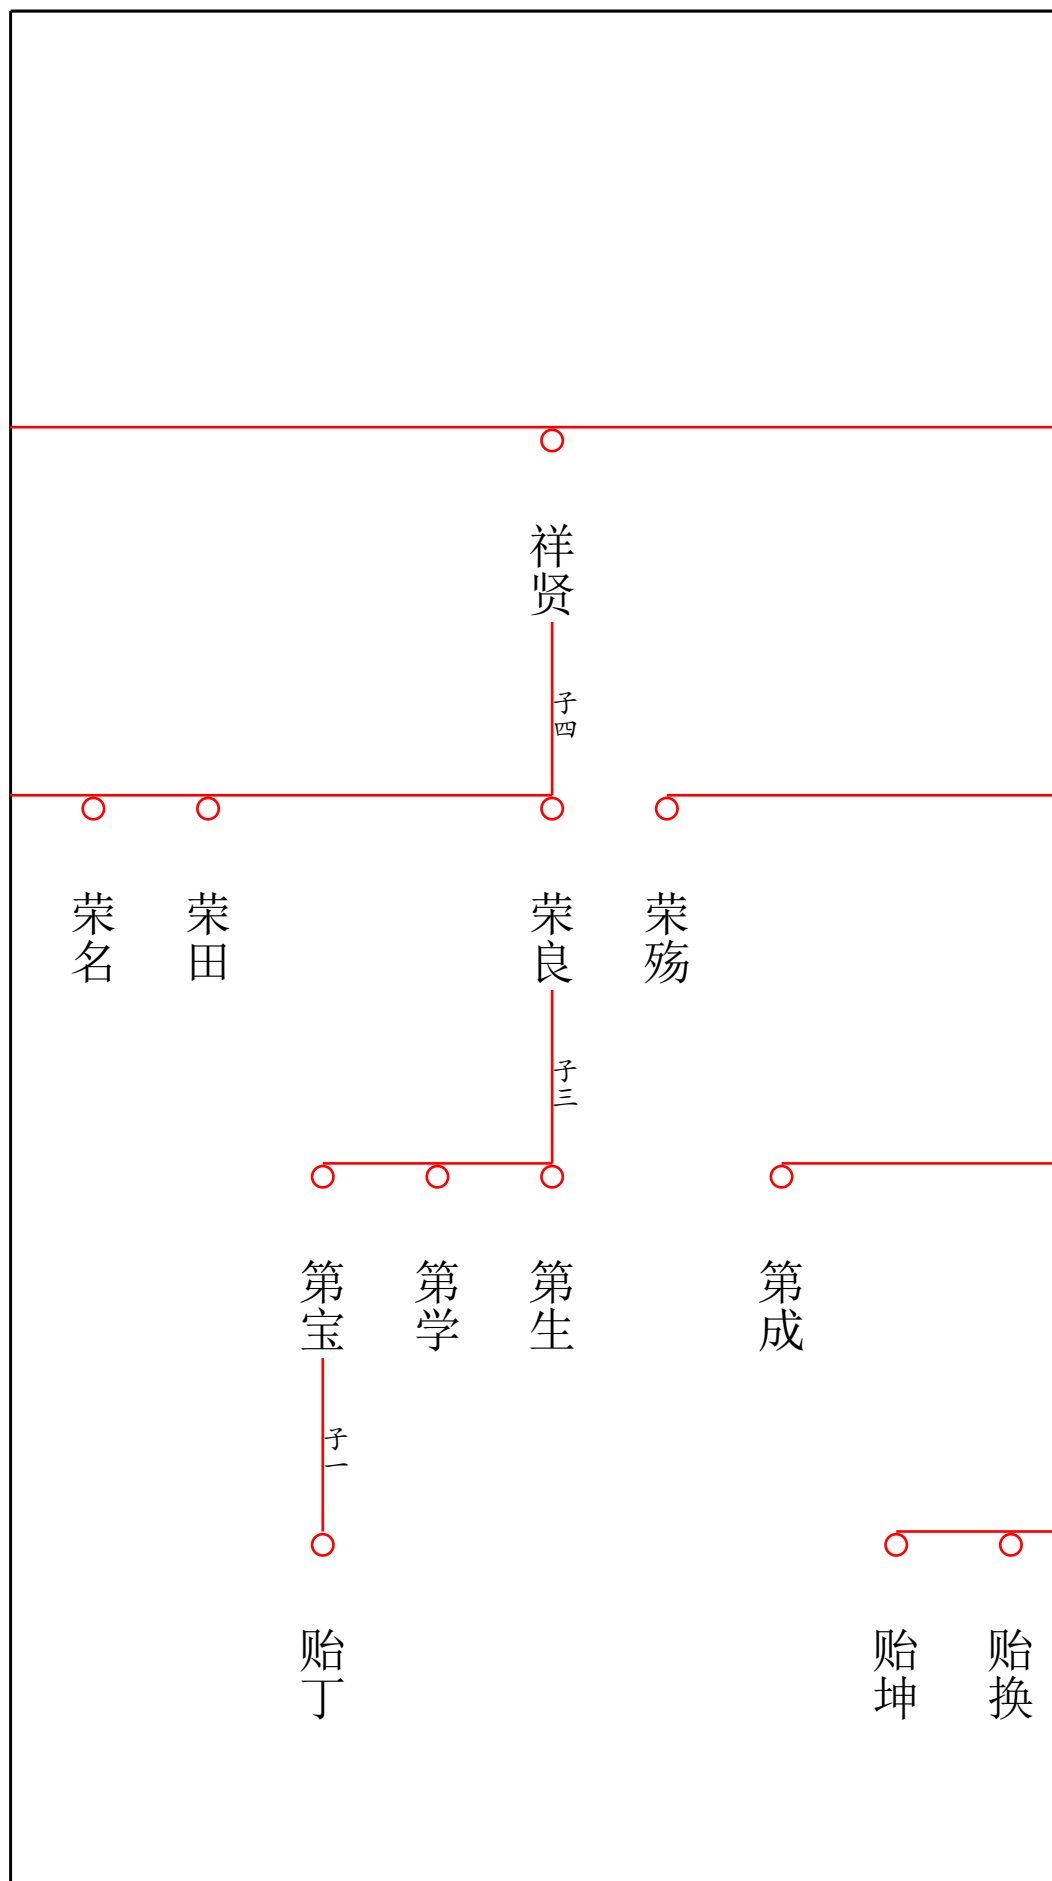 祥贤
子四
荣殇
荣良
荣田
荣名
子三
第成
第生
第学
第宝
子一
贻换
贻坤
贻丁